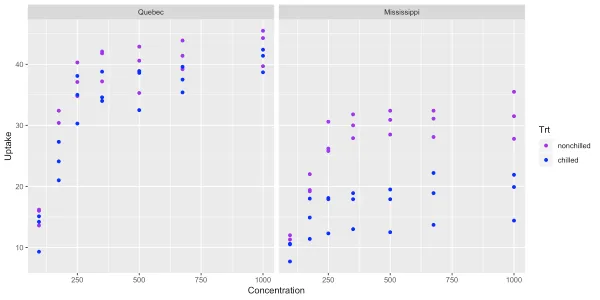 Quebec
Mississippi
Uptake
40
30
20
10
250
500
750
1000
250
500
750
1000
Concentration
Trt
nonchilled
chilled